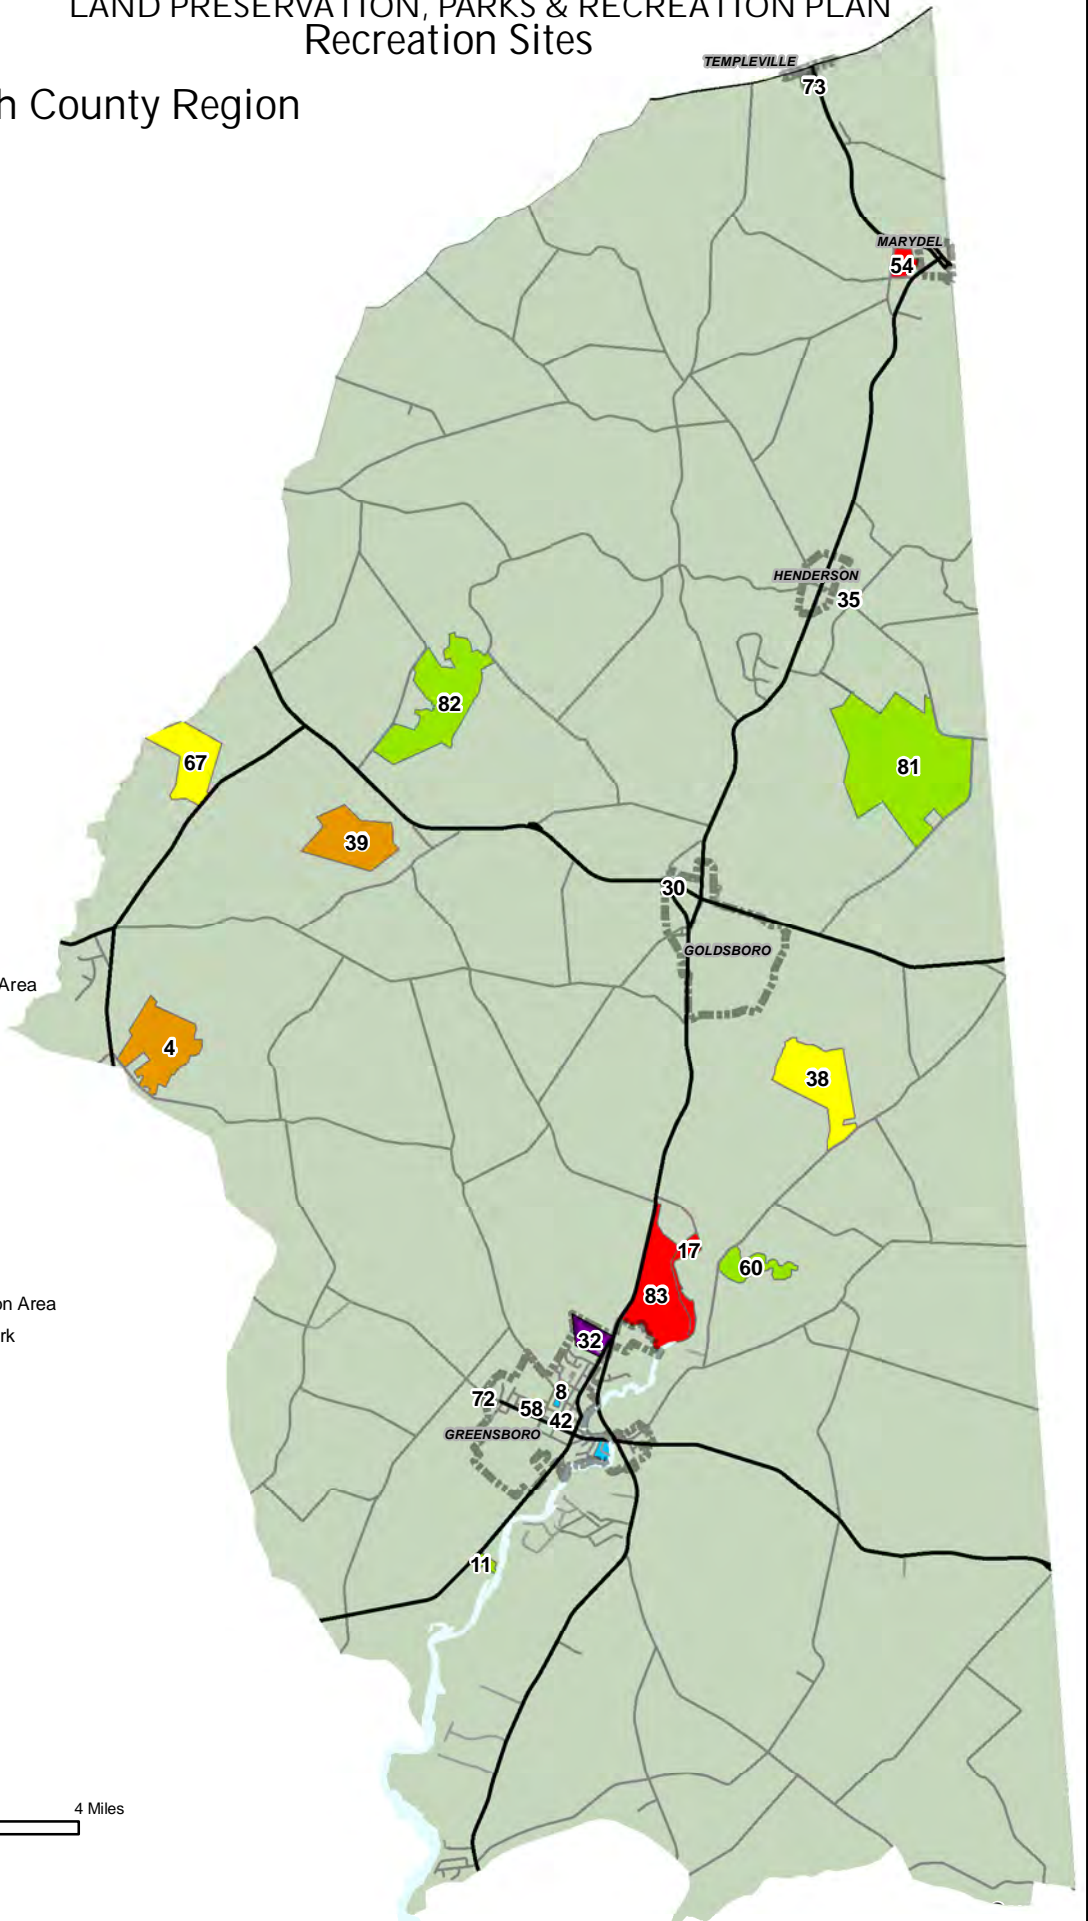 LAND PRESERVATION, PARKS & RECREATION PLAN
Recreation Sites
h County Region
TEMPLEVILLE
73
MARYDEL
54
HENDERSON
35
82
67
81
39
30
GOLDSBORO
Area
4
38
17
60
83
on Area
rk
32
8
72
58
42
GREENSBORO
11
4 Miles